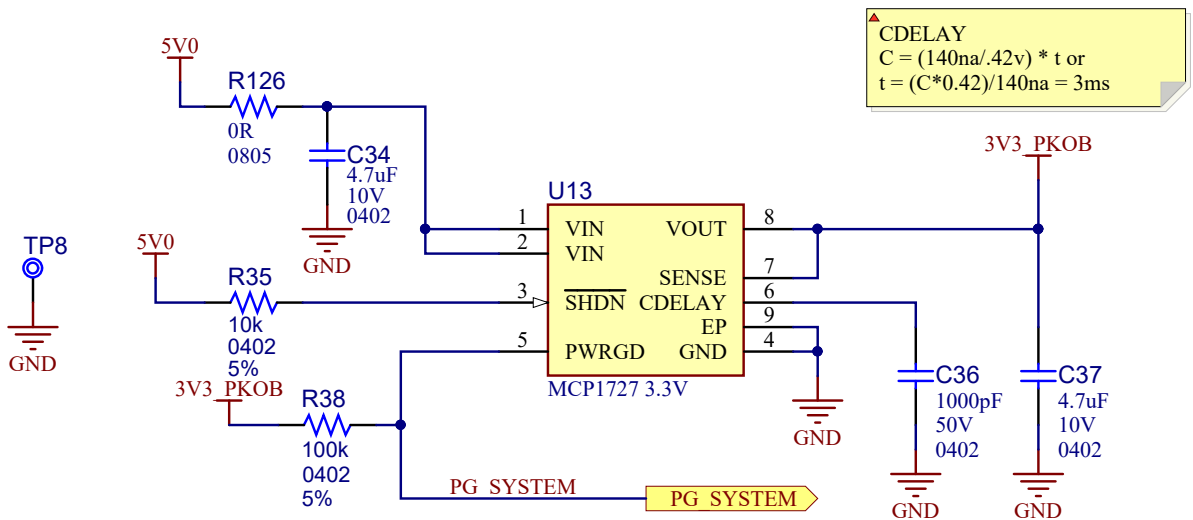 CDELAY
C = (140na/.42v) * t or
t = (C*0.42)/140na = 3ms
5V0
R126
0R
0805
C34
4.7uF
10V
0402
GND
3V3_PKOB
U13
1 VIN VOUT 8
2 VIN
SENSE 7
3 SHDN CDELAY 6
EP 9
5 PWRGD GND 4
MCP1727 3.3V
TP8
GND
5V0
R35
10k
0402
5%
3V3_PKOB
R38
100k
0402
5%
PG_SYSTEM
PG_SYSTEM
GND
C36
1000pF
50V
0402
GND
C37
4.7uF
10V
0402
GND